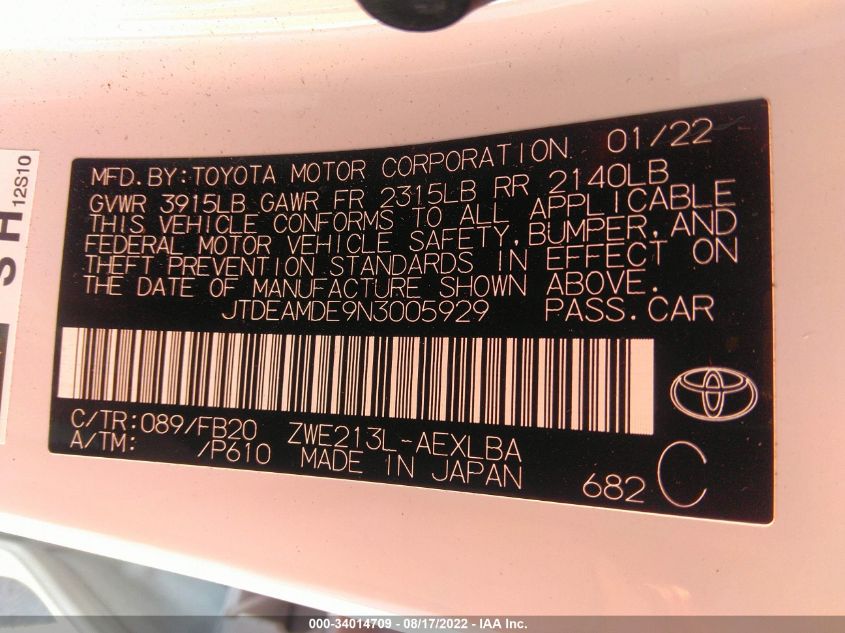 MFD.BY:TOYOTA MOTOR CORPORATION 01/22
GVWR 3915LB GAWR FR 2315LB RR 2140LB
THIS VEHICLE CONFORMS TO ALL APPLICABLE
FEDERAL MOTOR VEHICLE SAFETY,BUMPER,AND
THEFT PREVENTION STANDARDS IN EFFECT ON
THE DATE OF MANUFACTURE SHOWN ABOVE.
JTDEAMDE9N3005929 PASS.CAR
C/TR:089/FB20 ZWE213L-AEXLBA
A/TM: /P610 MADE IN JAPAN 682 C
SH 12S10
000-34014709 - 08/17/2022 - IAA Inc.